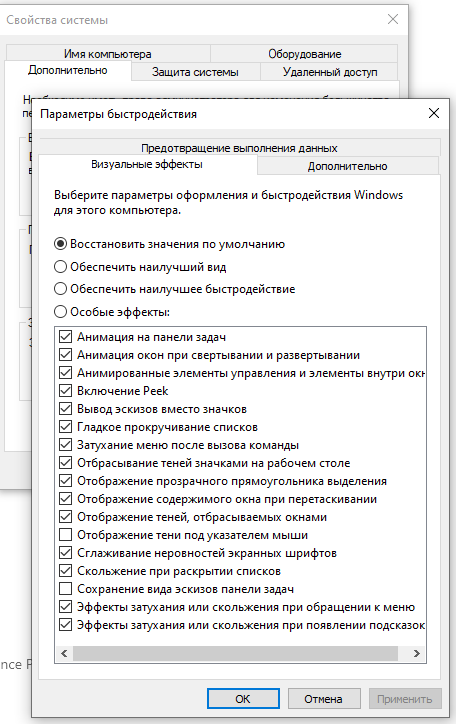 Свойства системы
Имя компьютера
Оборудование
Дополнительно
Защита системы
Удаленный доступ
Параметры быстродействия
Предотвращение выполнения данных
Визуальные эффекты
Дополнительно
Выберите параметры оформления и быстродействия Windows
для этого компьютера.
Восстановить значения по умолчанию
Обеспечить наилучший вид
Обеспечить наилучшее быстродействие
Особые эффекты:
Анимация на панели задач
Анимация окон при свертывании и развертывании
Анимированные элементы управления и элементы внутри окн
Включение Peek
Вывод эскизов вместо значков
Гладкое прокручивание списков
Затухание меню после вызова команды
Отбрасывание теней значками на рабочем столе
Отображение прозрачного прямоугольника выделения
Отображение содержимого окна при перетаскивании
Отображение теней, отбрасываемых окнами
Отображение тени под указателем мыши
Сглаживание неровностей экранных шрифтов
Скольжение при раскрытии списков
Сохранение вида эскизов панели задач
Эффекты затухания или скольжения при обращении к меню
Эффекты затухания или скольжения при появлении подсказок
nce P
ОК
Отмена
Применить